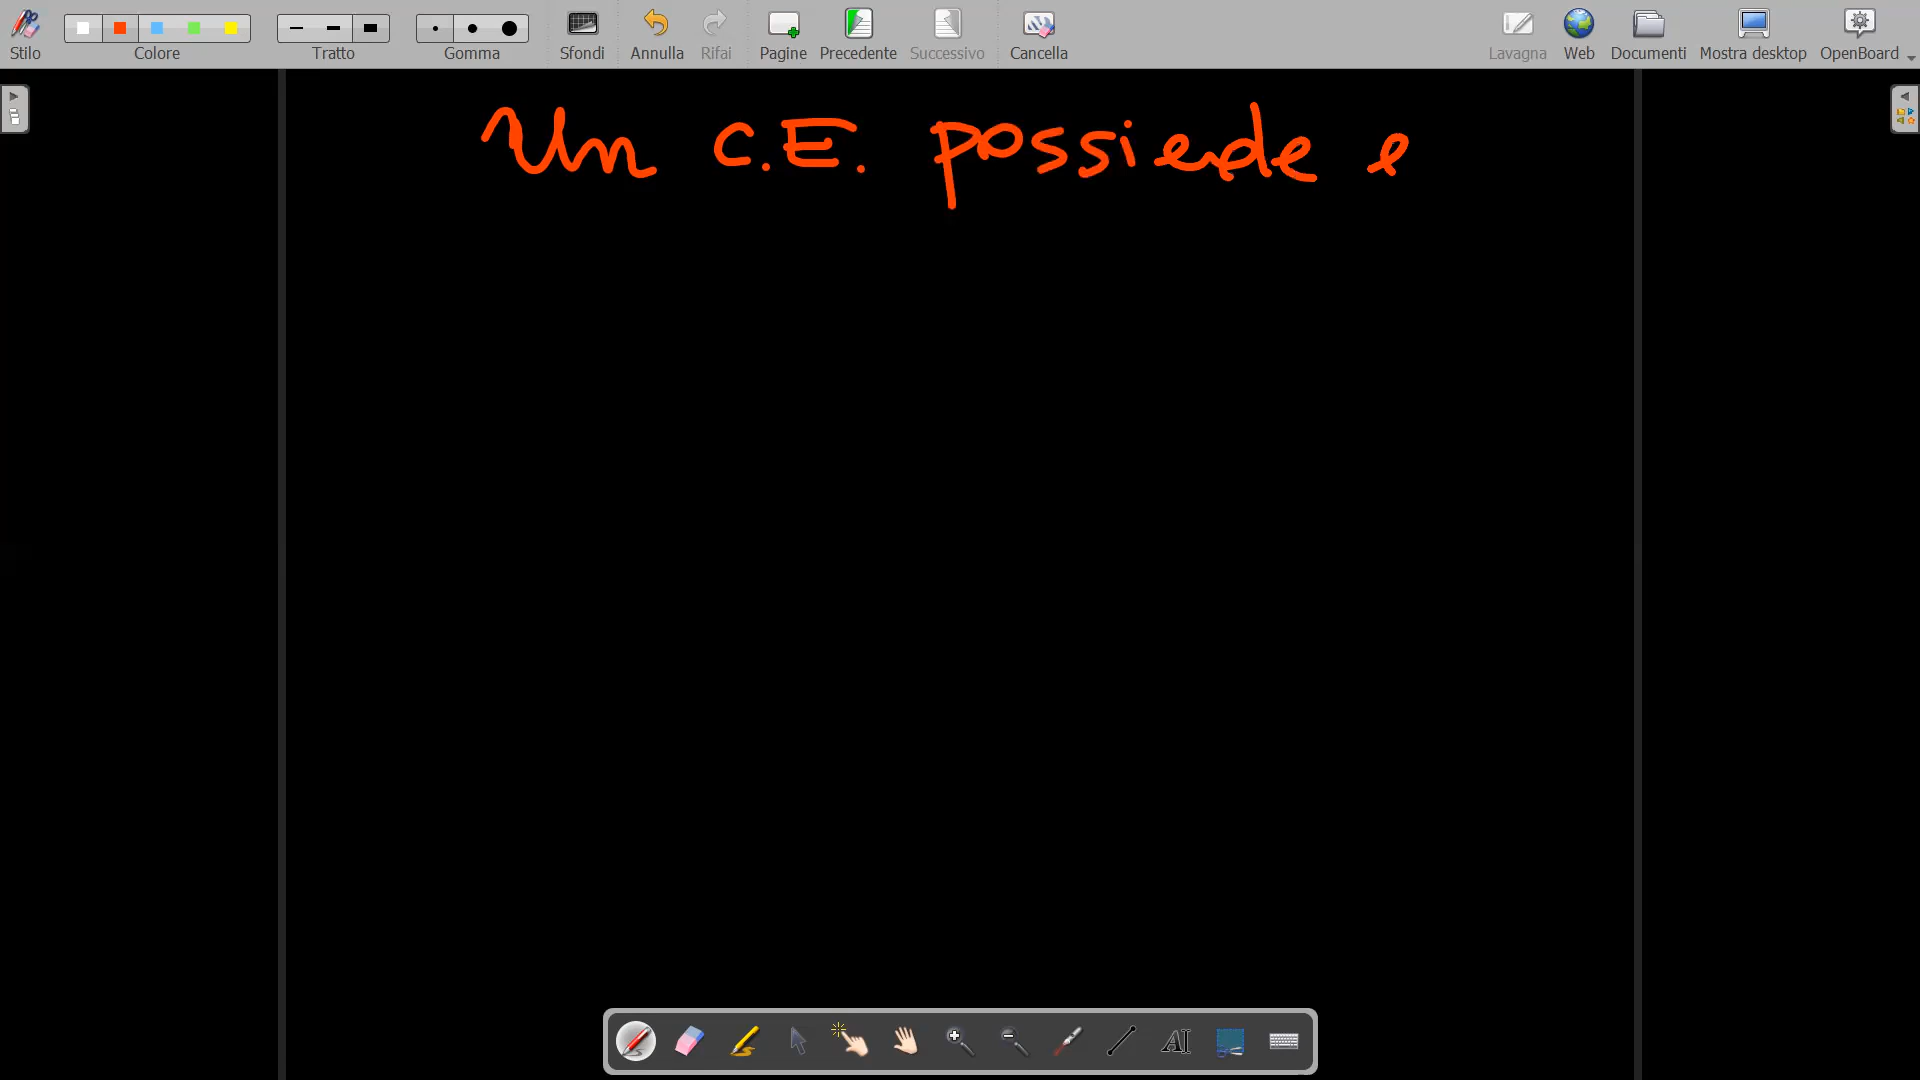 Stilo Colore Tratto Gomma Sfondi Annulla Rifai Pagine Precedente Successivo Cancella Lavagna Web Documenti Mostra desktop OpenBoard
Un C.E. possiede e
AI